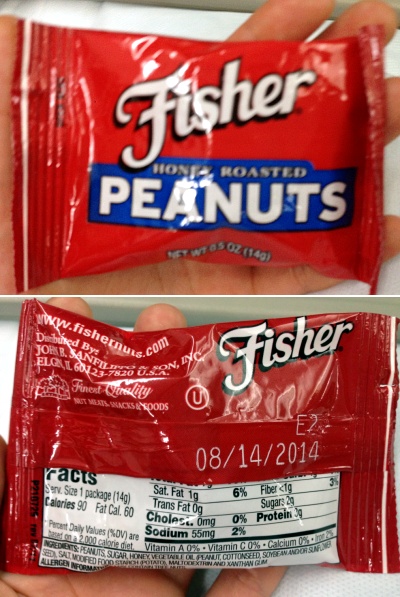 Fisher
HONEY ROASTED
PEANUTS
NET WT 0.5 OZ (14g)
www.fishernuts.com
Distributed By:
JOHN B. SANFILIPPO & SON, INC.
ELGIN, IL 60123-7820 U.S.A.
Finest Quality
NUT MEATS•SNACKS & FOODS
U
Fisher
E2
08/14/2014
Facts
Serv. Size 1 package (14g)
Calories 90 Fat Cal. 60
* Percent Daily Values (%DV) are
based on a 2,000 calorie diet.
Sat. Fat 1g 6% Fiber <1g 3%
Trans Fat 0g Sugars 2g
Cholest. 0mg 0% Protein 3g
Sodium 55mg 2%
Vitamin A 0% • Vitamin C 0% • Calcium 0% • Iron 2%
INGREDIENTS: PEANUTS, SUGAR, HONEY, VEGETABLE OIL (PEANUT, COTTONSEED, SOYBEAN AND/OR SUNFLOWER
SEED), SALT, MODIFIED FOOD STARCH (POTATO), MALTODEXTRIN AND XANTHAN GUM.
ALLERGEN INFORMATION